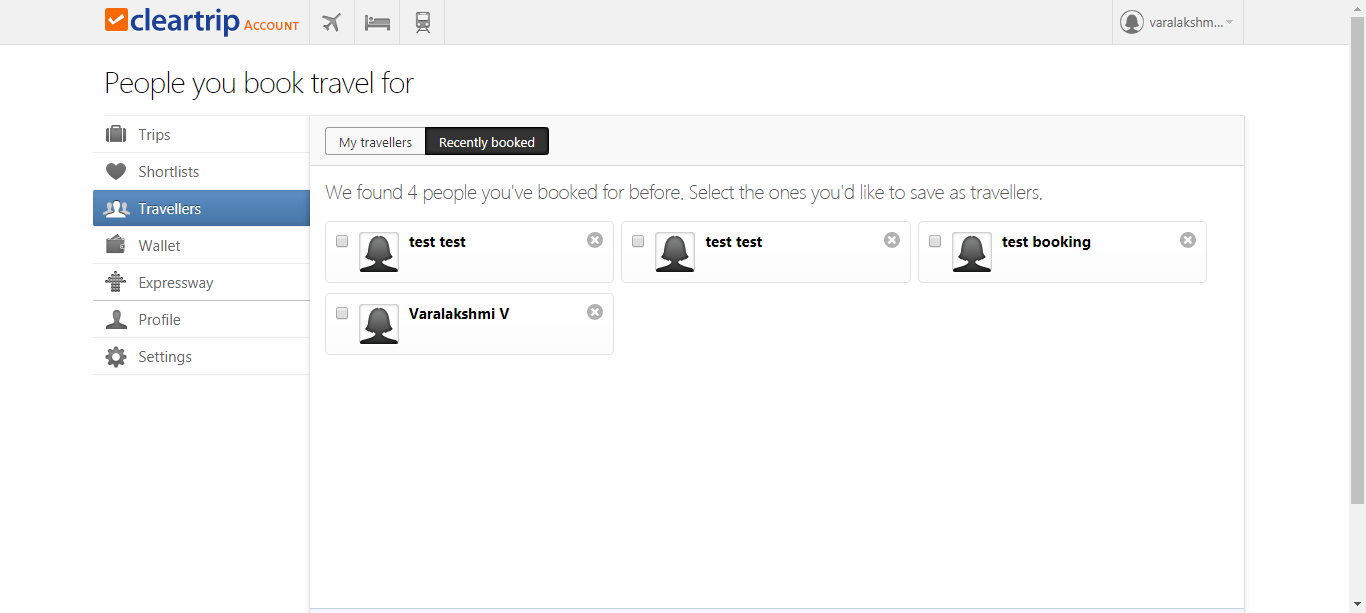 cleartrip ACCOUNT
varalakshm...
People you book travel for
Trips
Shortlists
Travellers
Wallet
Expressway
Profile
Settings
My travellers
Recently booked
We found 4 people you've booked for before. Select the ones you'd like to save as travellers.
test test
test test
test booking
Varalakshmi V